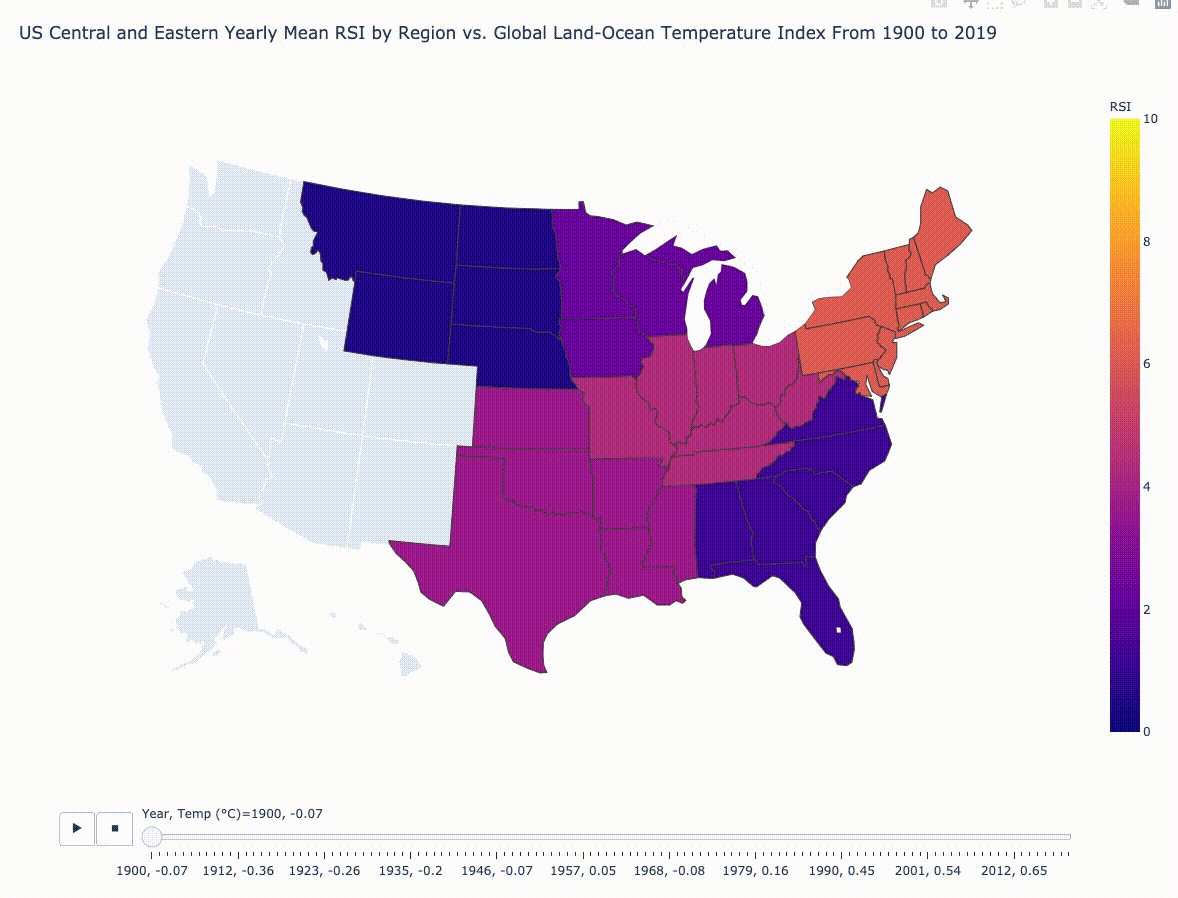 US Central and Eastern Yearly Mean RSI by Region vs. Global Land-Ocean Temperature Index From 1900 to 2019
RSI
10
8
6
4
2
0
Year, Temp (°C)=1900, -0.07
1900, -0.07 1912, -0.36 1923, -0.26 1935, -0.2 1946, -0.07 1957, 0.05 1968, -0.08 1979, 0.16 1990, 0.45 2001, 0.54 2012, 0.65